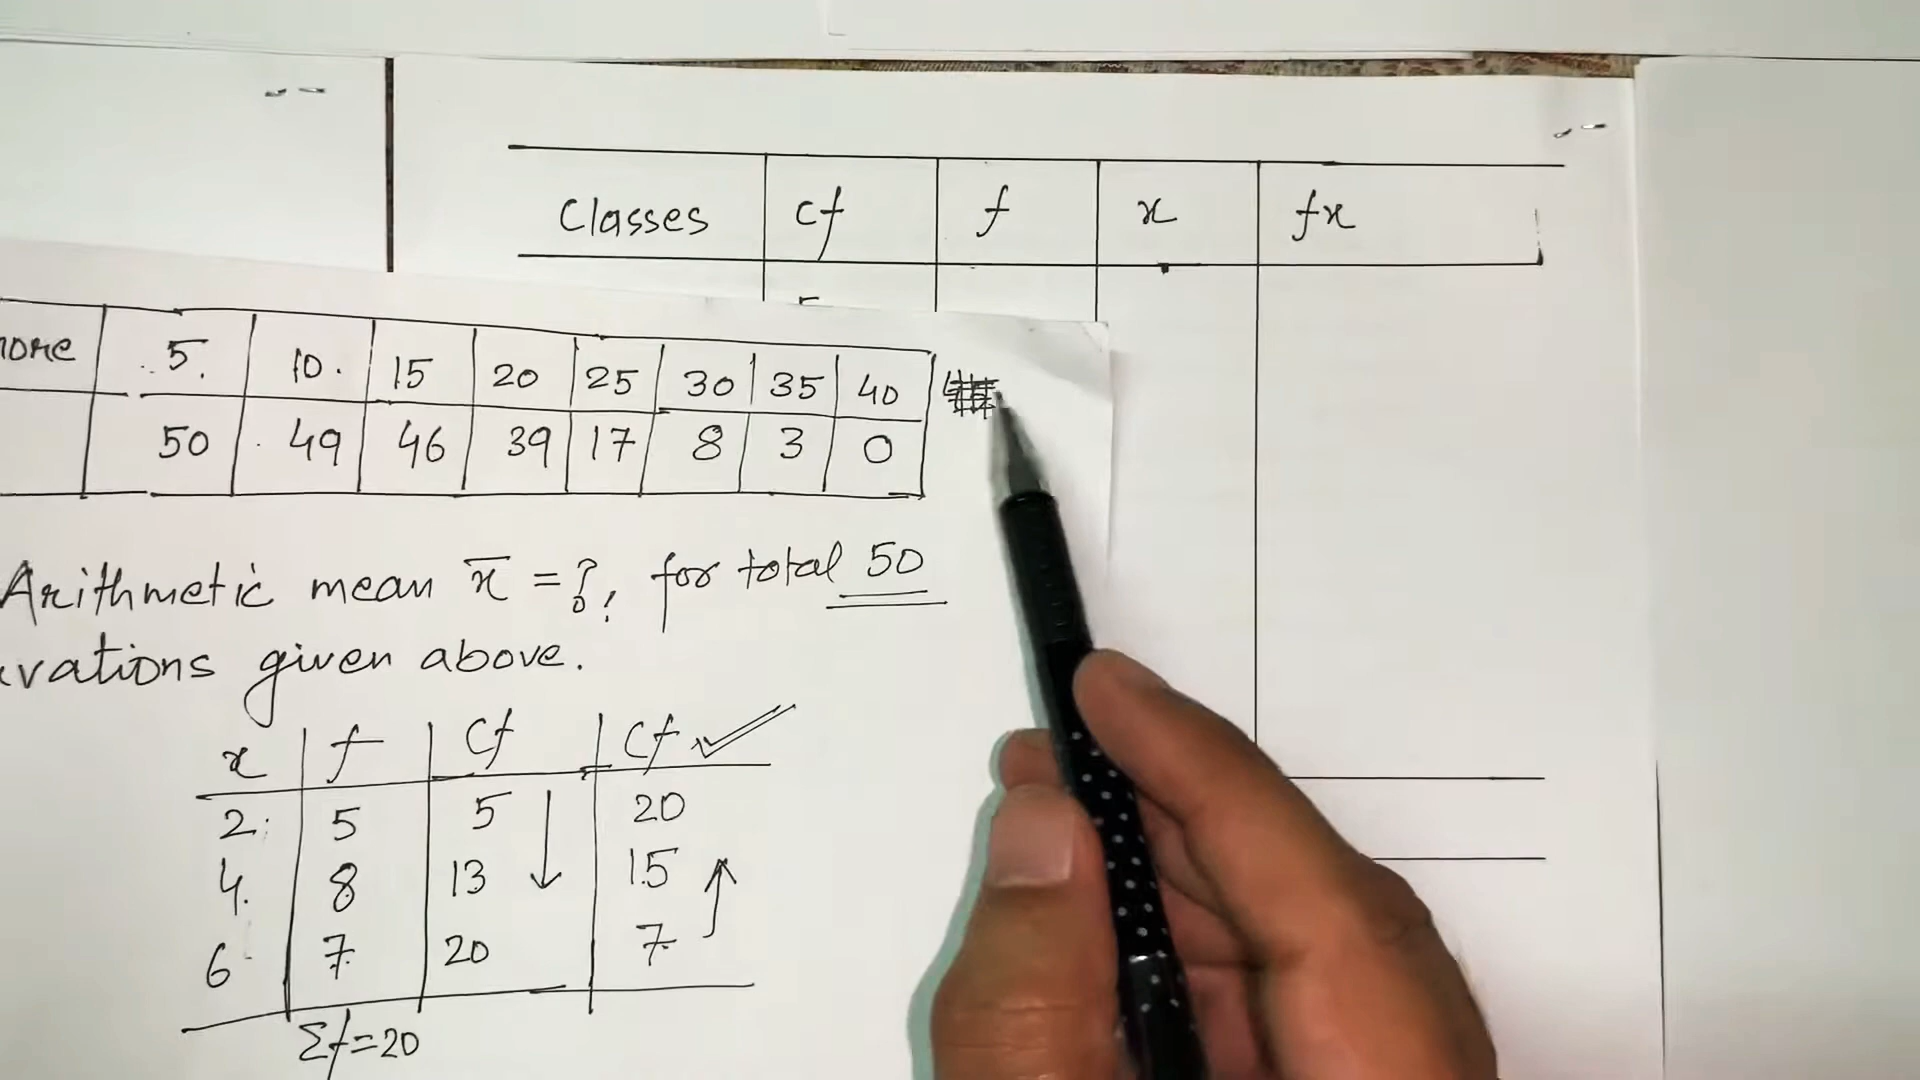 Classes cf f x fx
more 5. 10. 15 20 25 30 35 40
50 49 46 39 17 8 3 0
Arithmetic mean x̄ = ?, for total 50
vations given above.
x f Cf Cf ✓
2 5 5 20
4. 8 13 15
6 7 20 7
Σf=20